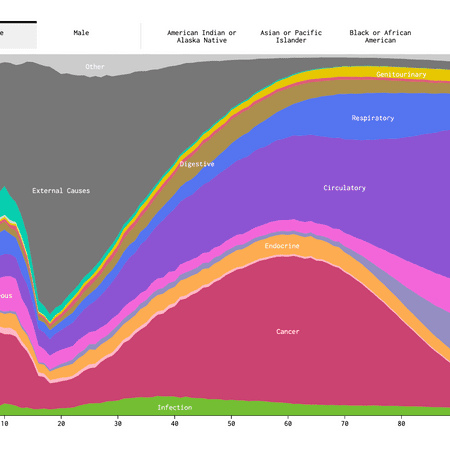 e
Male
American Indian or
Alaska Native
Asian or Pacific
Islander
Black or African
American
Other
Genitourinary
Respiratory
Digestive
External Causes
Circulatory
Endocrine
ous
Cancer
Infection
10 20 30 40 50 60 70 80